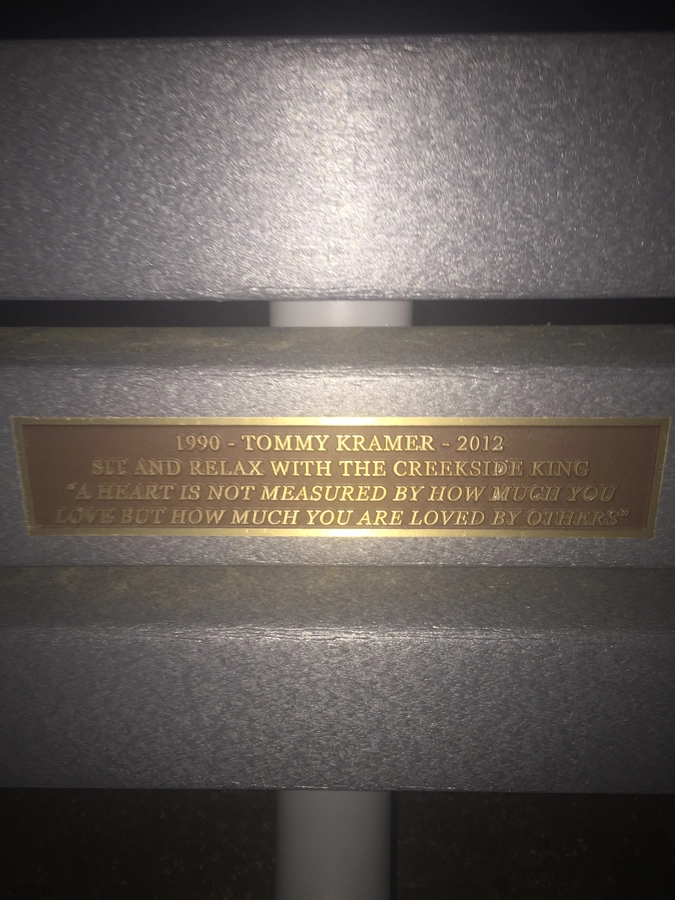 1990 - TOMMY KRAMER - 2012
SIT AND RELAX WITH THE CREEKSIDE KING
"A HEART IS NOT MEASURED BY HOW MUCH YOU
LOVE BUT HOW MUCH YOU ARE LOVED BY OTHERS"